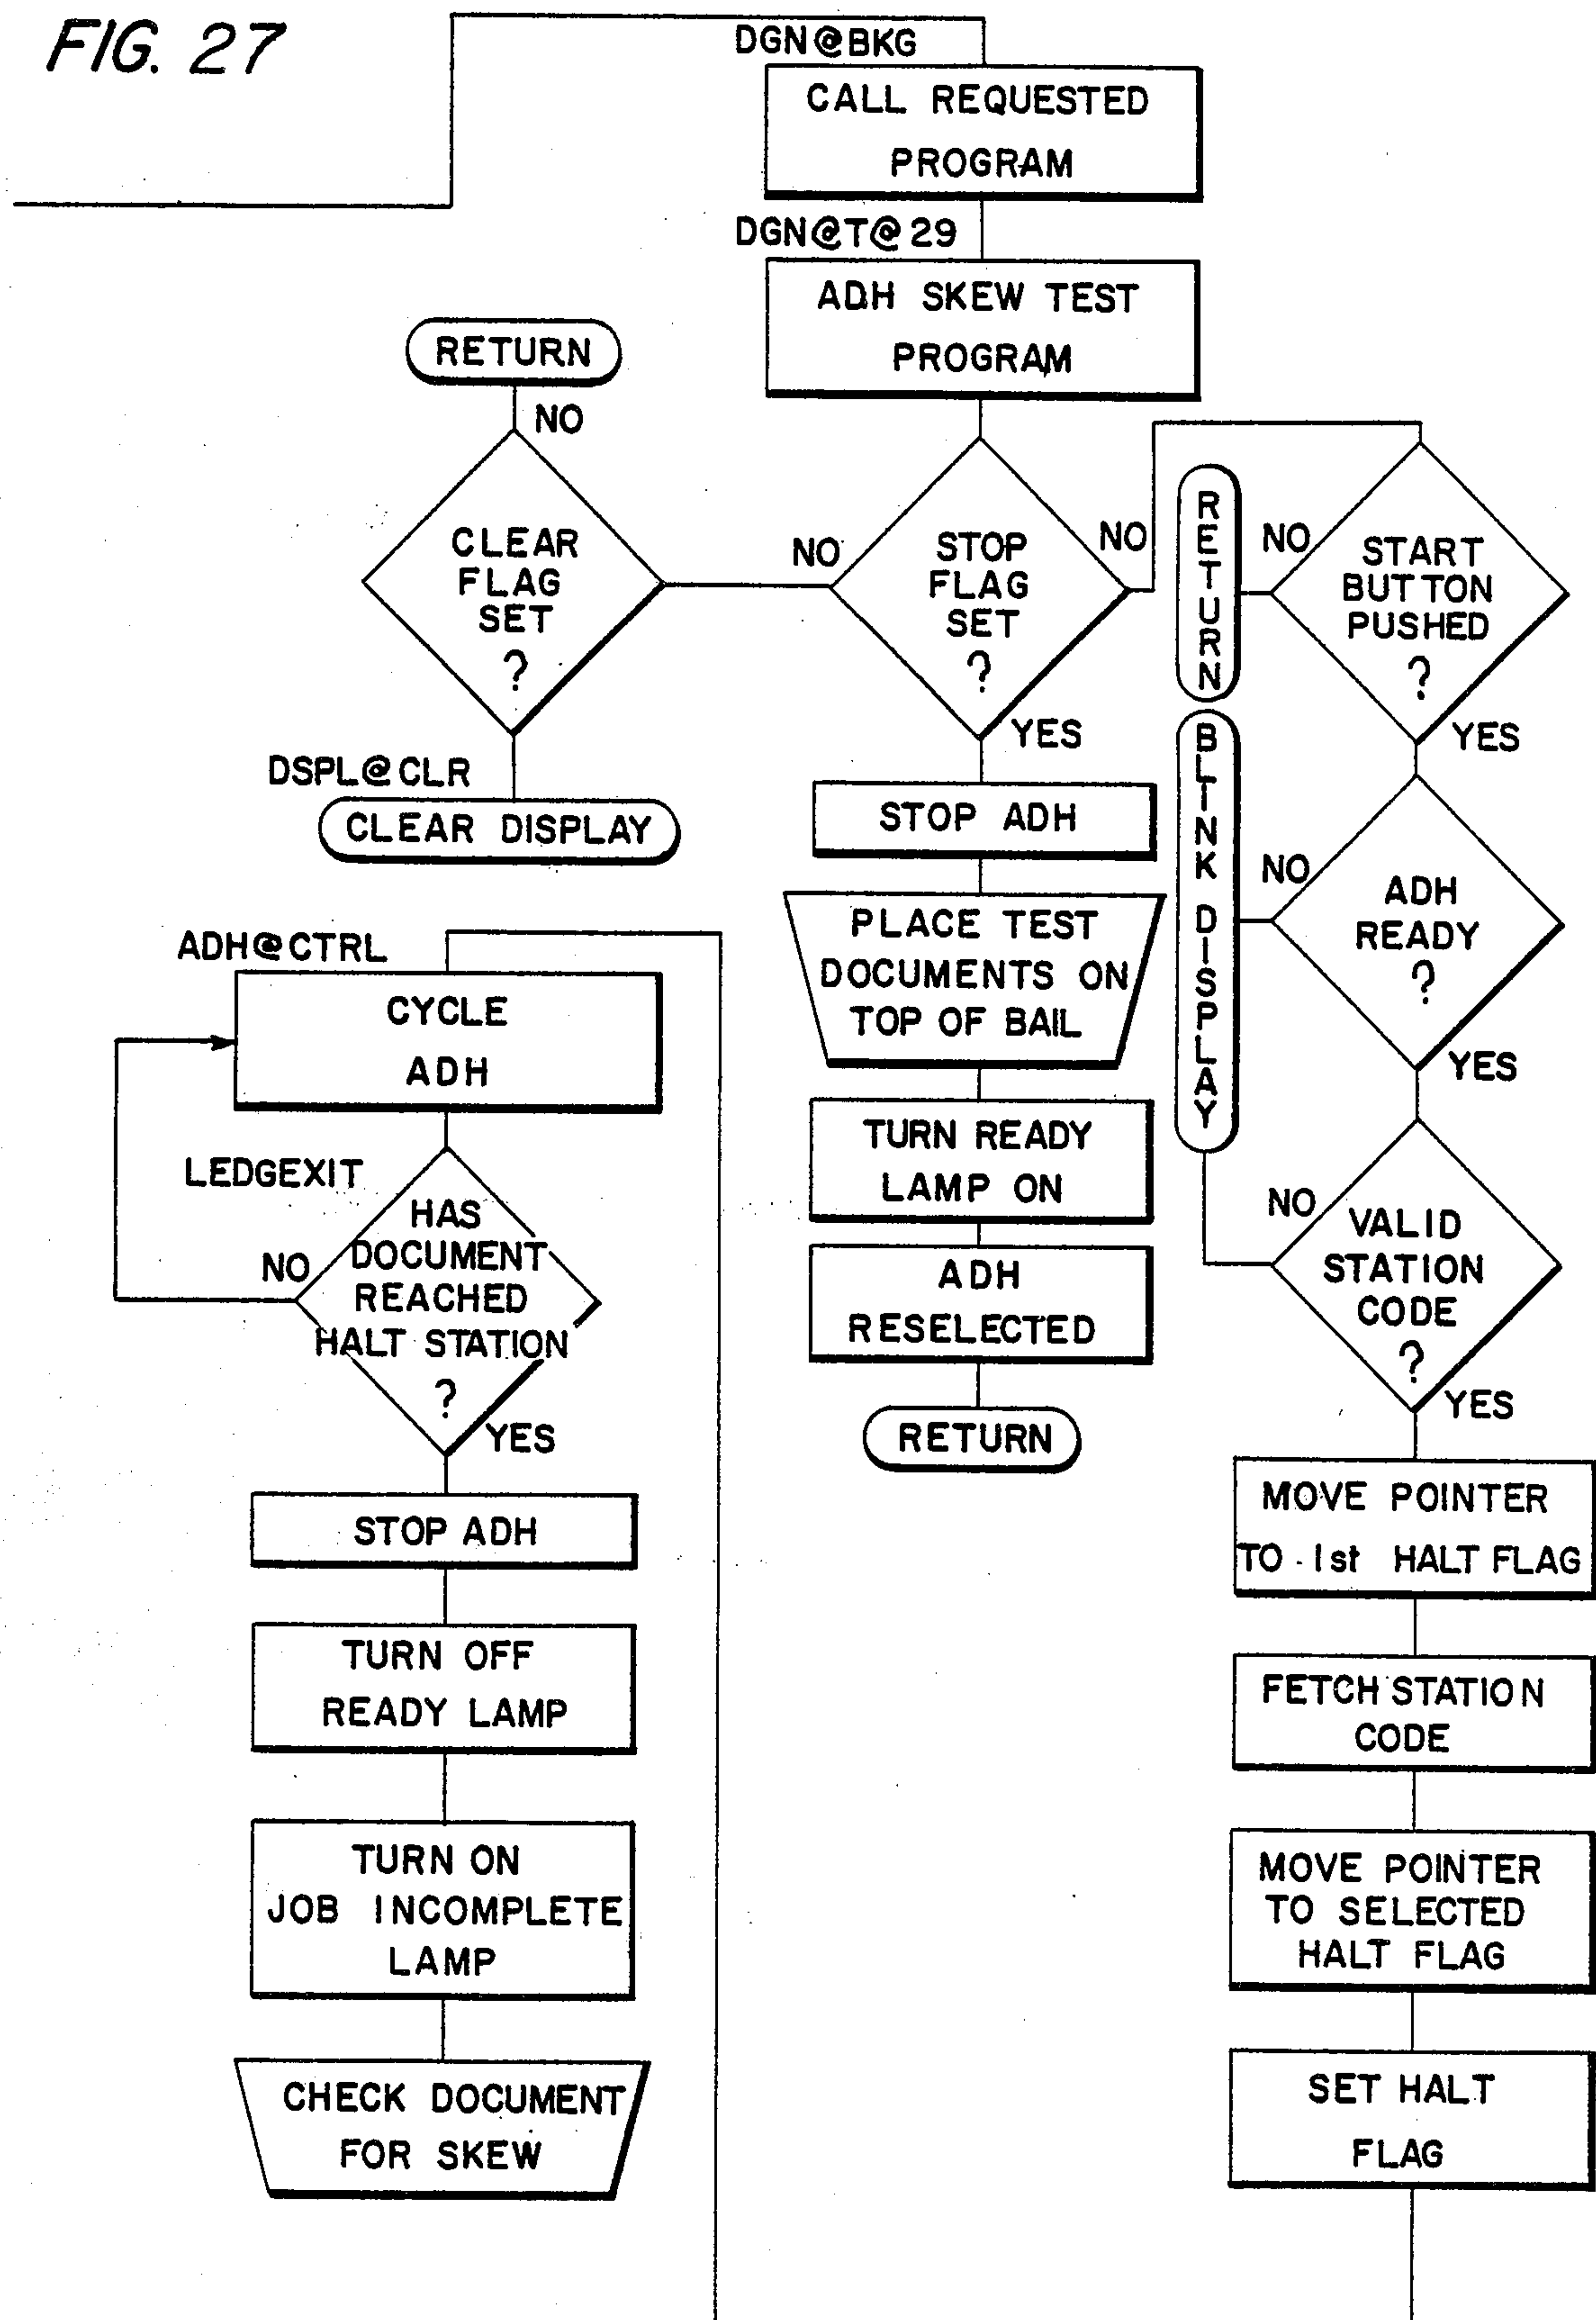 FIG. 27
DGN@BKG
CALL REQUESTED
PROGRAM
DGN@T@29
ADH SKEW TEST
PROGRAM
RETURN
NO
CLEAR
FLAG
SET
?
DSPL@CLR
CLEAR DISPLAY
NO
STOP
FLAG
SET
?
NO
YES
STOP ADH
PLACE TEST
DOCUMENTS ON
TOP OF BAIL
TURN READY
LAMP ON
ADH
RESELECTED
RETURN
RETURN
NO
START
BUTTON
PUSHED
?
YES
BLINK DISPLAY
NO
ADH
READY
?
YES
NO
VALID
STATION
CODE
?
YES
MOVE POINTER
TO 1st HALT FLAG
FETCH STATION
CODE
MOVE POINTER
TO SELECTED
HALT FLAG
SET HALT
FLAG
ADH@CTRL
CYCLE
ADH
LEDGEXIT
NO
HAS
DOCUMENT
REACHED
HALT STATION
?
YES
STOP ADH
TURN OFF
READY LAMP
TURN ON
JOB INCOMPLETE
LAMP
CHECK DOCUMENT
FOR SKEW